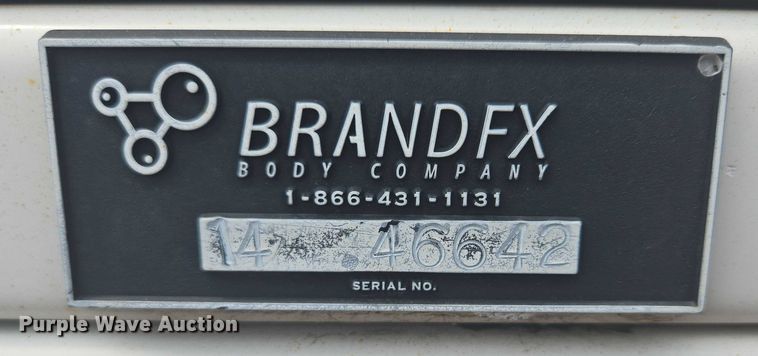 BRANDFX
BODY COMPANY
1-866-431-1131
14 .46642
SERIAL NO.
Purple Wave Auction